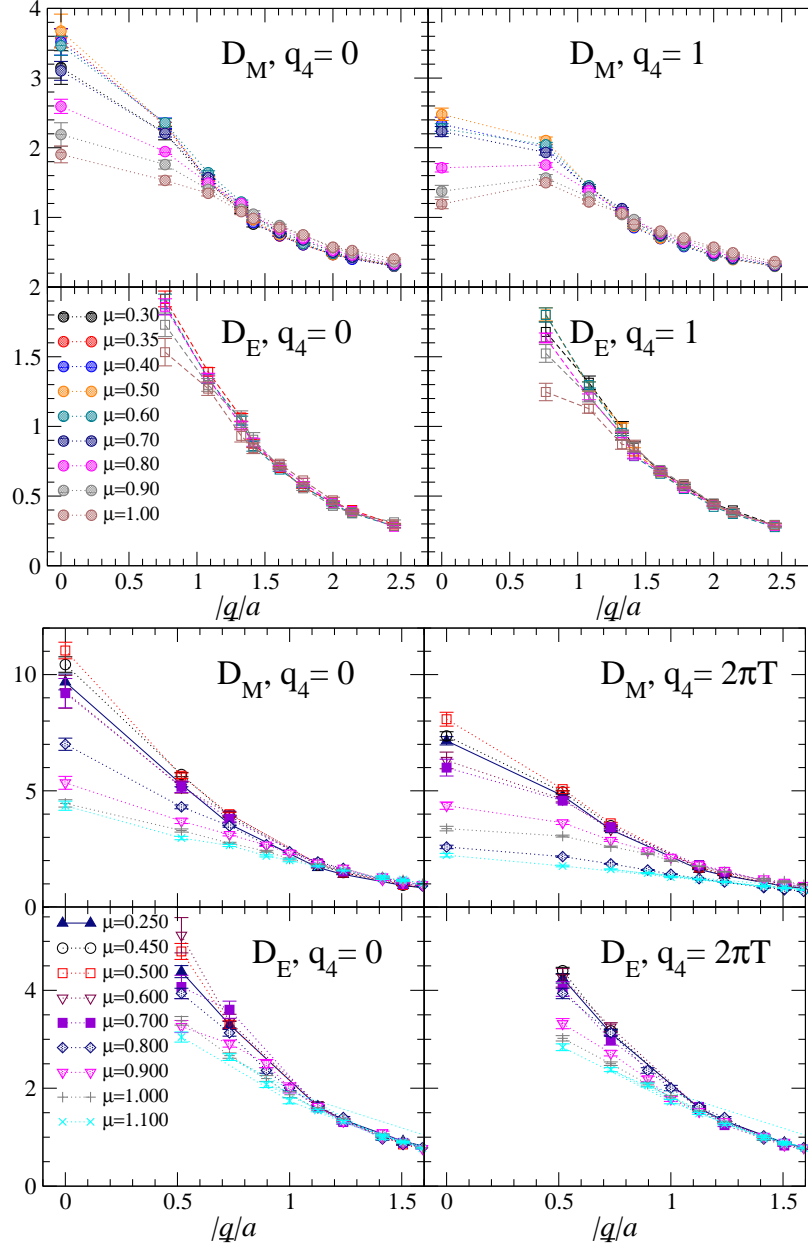 D_M, q_4= 0
D_M, q_4= 1
4
3
2
1
0
2
1.5
1
0.5
0
D_E, q_4= 0
D_E, q_4= 1
μ=0.30
μ=0.35
μ=0.40
μ=0.50
μ=0.60
μ=0.70
μ=0.80
μ=0.90
μ=1.00
0 0.5 1 1.5 2 2.5
0 0.5 1 1.5 2 2.5
/q/a
/q/a
D_M, q_4= 0
D_M, q_4= 2πT
10
5
0
4
2
0
D_E, q_4= 0
D_E, q_4= 2πT
μ=0.250
μ=0.450
μ=0.500
μ=0.600
μ=0.700
μ=0.800
μ=0.900
μ=1.000
μ=1.100
0 0.5 1 1.5
0 0.5 1 1.5
/q/a
/q/a